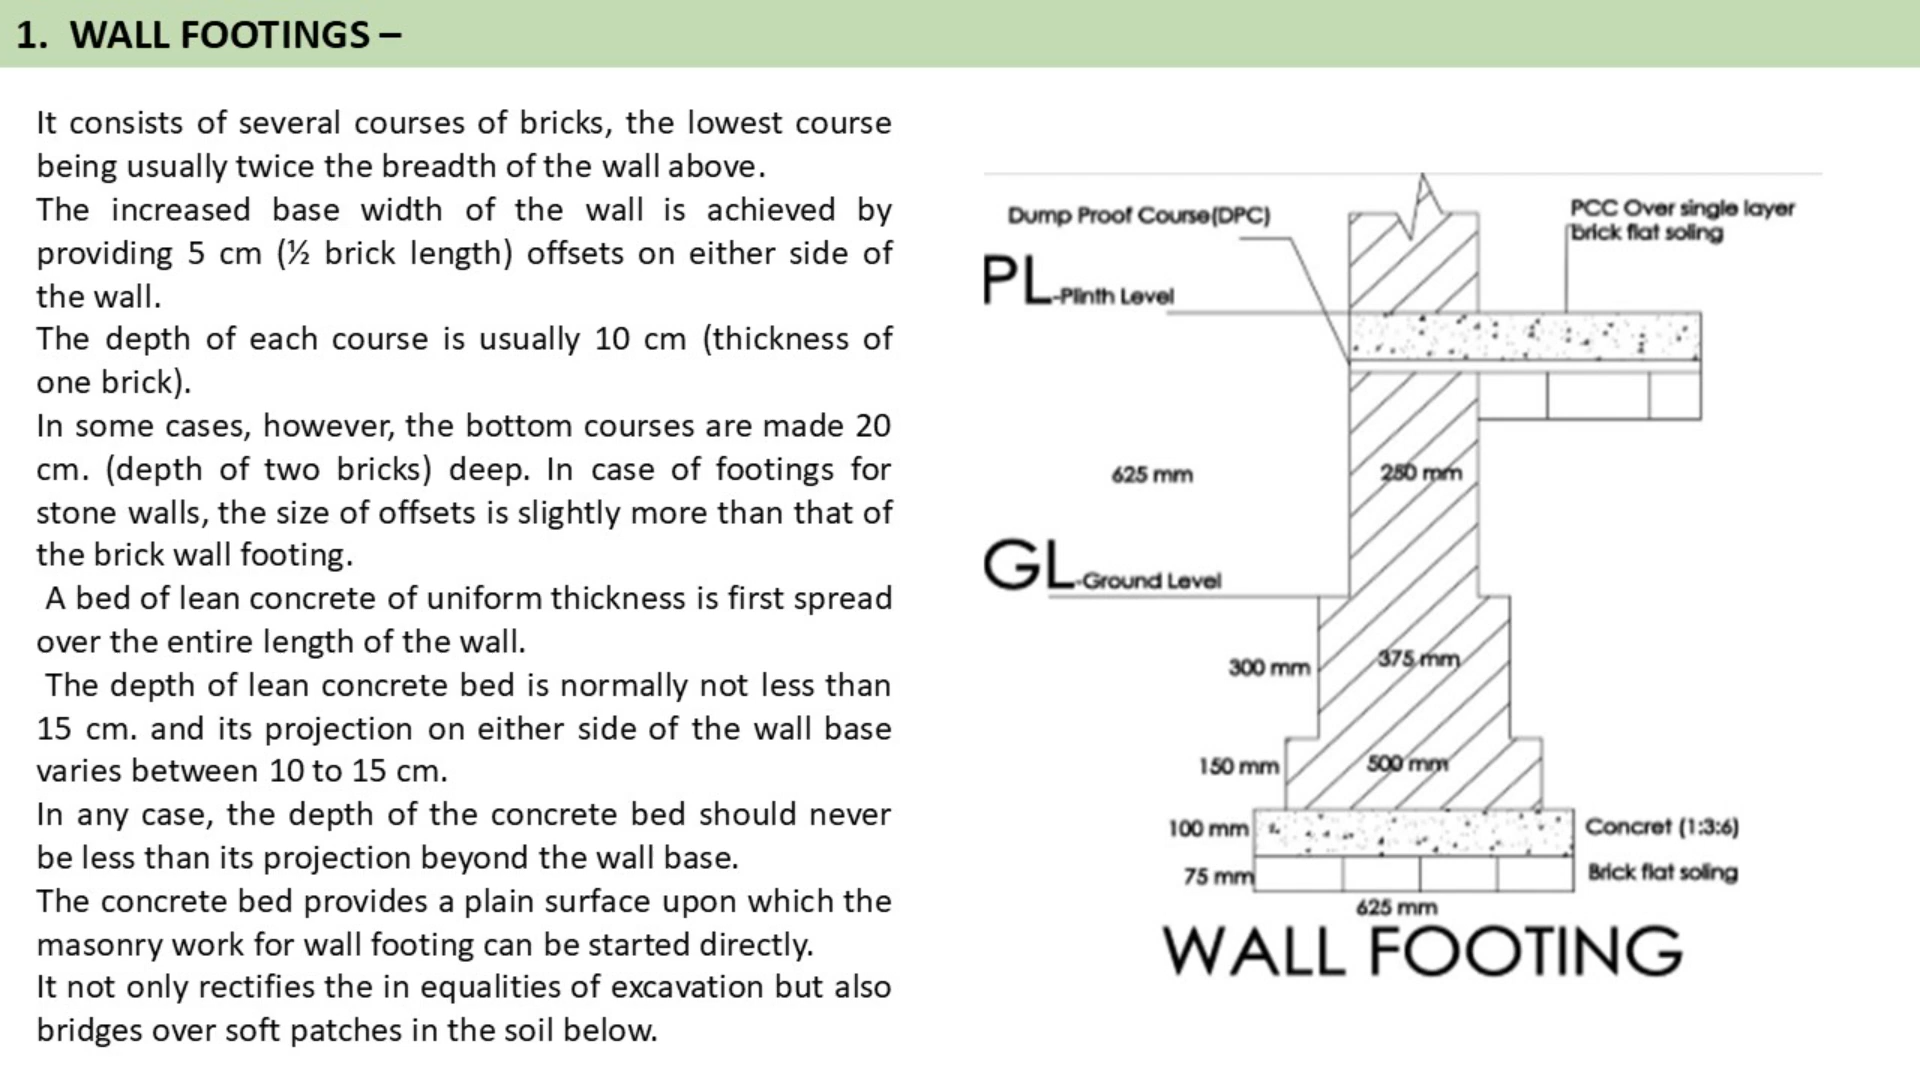 1. WALL FOOTINGS –
It consists of several courses of bricks, the lowest course
being usually twice the breadth of the wall above.
The increased base width of the wall is achieved by
providing 5 cm (½ brick length) offsets on either side of
the wall.
The depth of each course is usually 10 cm (thickness of
one brick).
In some cases, however, the bottom courses are made 20
cm. (depth of two bricks) deep. In case of footings for
stone walls, the size of offsets is slightly more than that of
the brick wall footing.
A bed of lean concrete of uniform thickness is first spread
over the entire length of the wall.
The depth of lean concrete bed is normally not less than
15 cm. and its projection on either side of the wall base
varies between 10 to 15 cm.
In any case, the depth of the concrete bed should never
be less than its projection beyond the wall base.
The concrete bed provides a plain surface upon which the
masonry work for wall footing can be started directly.
It not only rectifies the in equalities of excavation but also
bridges over soft patches in the soil below.
Dump Proof Course(DPC)
PCC Over single layer
brick flat soling
PL-Plinth Level
625 mm
250 mm
GL-Ground Level
300 mm
375 mm
150 mm
500 mm
100 mm
Concret (1:3:6)
75 mm
Brick flat soling
625 mm
WALL FOOTING